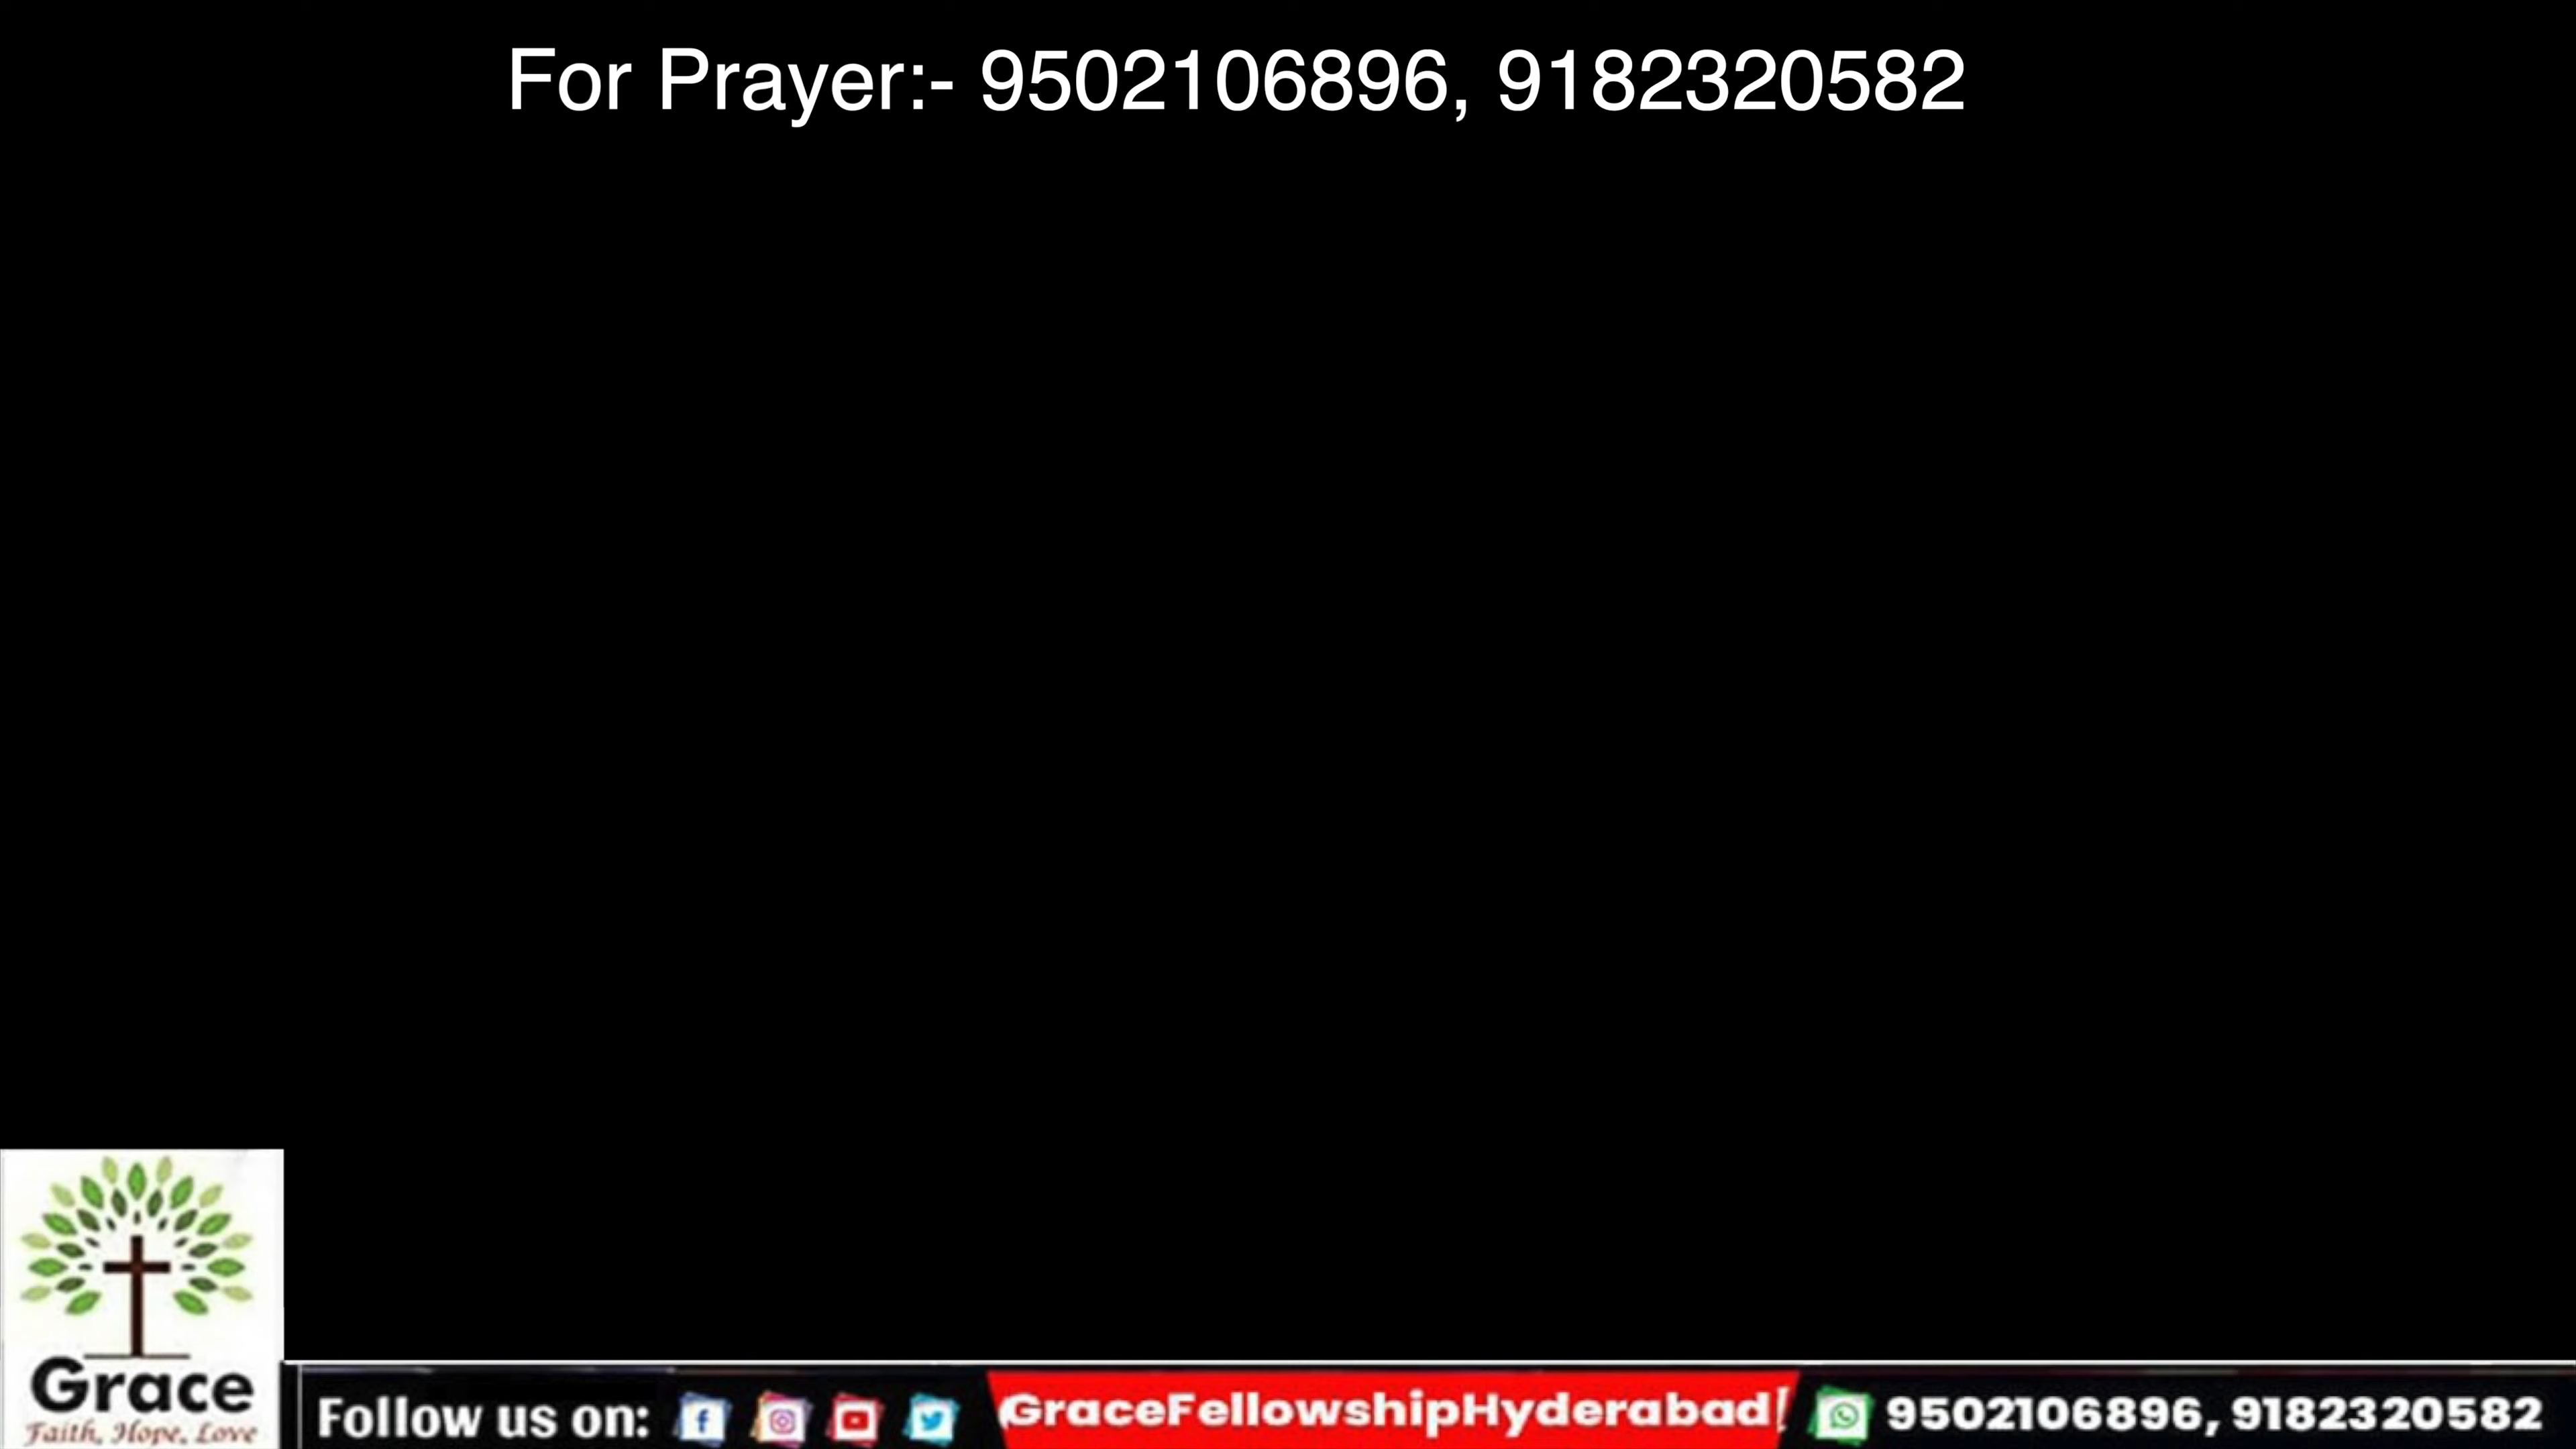 For Prayer:- 9502106896, 9182320582
Grace
Faith, Hope, Love
Follow us on:
GraceFellowshipHyderabad!
9502106896, 9182320582